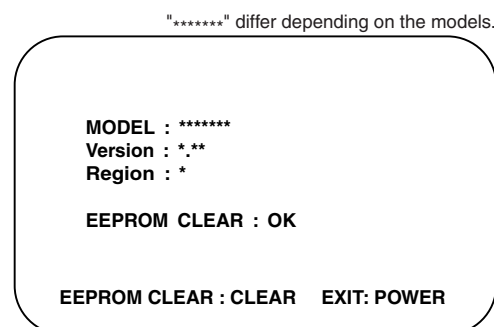 "*******" differ depending on the models.
MODEL : *******
Version : *.**
Region : *
EEPROM CLEAR : OK
EEPROM CLEAR : CLEAR EXIT: POWER